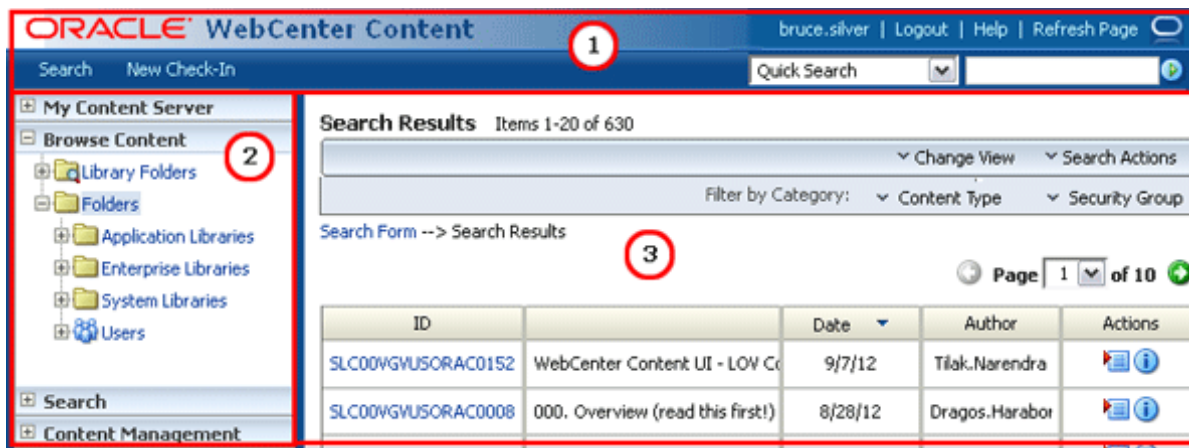 ORACLE WebCenter Content
bruce.silver | Logout | Help | Refresh Page
1
Search New Check-In
Quick Search
My Content Server
Browse Content
2
Library Folders
Folders
Application Libraries
Enterprise Libraries
System Libraries
Users
Search
Content Management
Search Results Items 1-20 of 630
Change View Search Actions
Filter by Category: Content Type Security Group
Search Form --> Search Results
3
Page 1 of 10
ID Date Author Actions
SLC00VGVUSORAC0152 WebCenter Content UI - LOV Co 9/7/12 Tilak.Narendra
SLC00VGVUSORAC0008 000. Overview (read this first!) 8/28/12 Dragos.Harabor